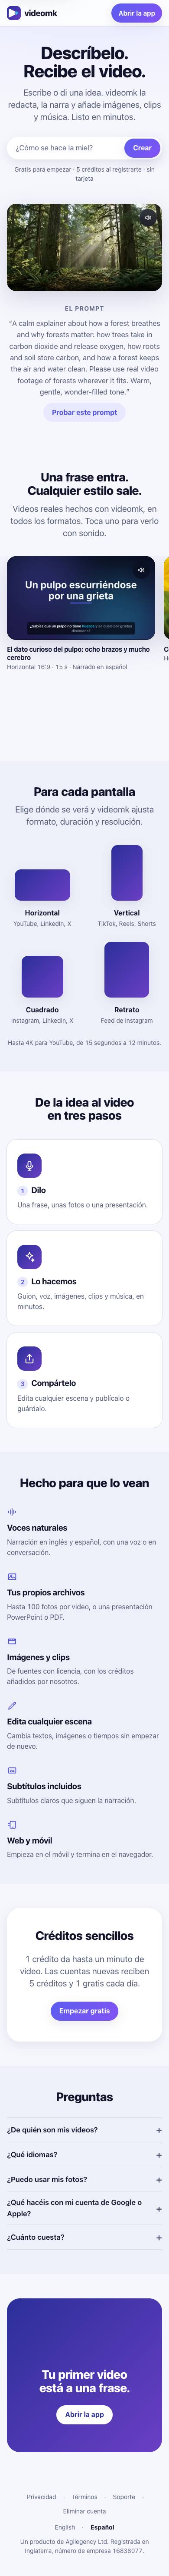 videomk
Abrir la app
Descríbelo.
Recibe el video.
Escribe o di una idea. videomk la
redacta, la narra y añade imágenes, clips
y música. Listo en minutos.
¿Cómo se hace la miel?
Crear
Gratis para empezar · 5 créditos al registrarte · sin
tarjeta
EL PROMPT
"A calm explainer about how a forest breathes
and why forests matter: how trees take in
carbon dioxide and release oxygen, how roots
and soil store carbon, and how a forest keeps
the air and water clean. Please use real video
footage of forests wherever it fits. Warm,
gentle, wonder-filled tone."
Probar este prompt
Una frase entra.
Cualquier estilo sale.
Videos reales hechos con videomk, en
todos los formatos. Toca uno para verlo
con sonido.
Un pulpo escurriéndose
por una grieta
El dato curioso del pulpo: ocho brazos y mucho
cerebro
Horizontal 16:9 · 15 s · Narrado en español
Para cada pantalla
Elige dónde se verá y videomk ajusta
formato, duración y resolución.
Horizontal
YouTube, LinkedIn, X
Vertical
TikTok, Reels, Shorts
Cuadrado
Instagram, LinkedIn, X
Retrato
Feed de Instagram
Hasta 4K para YouTube, de 15 segundos a 12 minutos.
De la idea al video
en tres pasos
1 Dilo
Una frase, unas fotos o una presentación.
2 Lo hacemos
Guion, voz, imágenes, clips y música, en
minutos.
3 Compártelo
Edita cualquier escena y publícalo o
guárdalo.
Hecho para que lo vean
Voces naturales
Narración en inglés y español, con una voz o en
conversación.
Tus propios archivos
Hasta 100 fotos por video, o una presentación
PowerPoint o PDF.
Imágenes y clips
De fuentes con licencia, con los créditos
añadidos por nosotros.
Edita cualquier escena
Cambia textos, imágenes o tiempos sin empezar
de nuevo.
Subtítulos incluidos
Subtítulos claros que siguen la narración.
Web y móvil
Empieza en el móvil y termina en el navegador.
Créditos sencillos
1 crédito da hasta un minuto de
video. Las cuentas nuevas reciben
5 créditos y 1 gratis cada día.
Empezar gratis
Preguntas
¿De quién son mis videos? +
¿Qué idiomas? +
¿Puedo usar mis fotos? +
¿Qué hacéis con mi cuenta de Google o
Apple? +
¿Cuánto cuesta? +
Tu primer video
está a una frase.
Abrir la app
Privacidad · Términos · Soporte ·
Eliminar cuenta
English · Español
Un producto de Agilegency Ltd. Registrada en
Inglaterra, número de empresa 16838077.